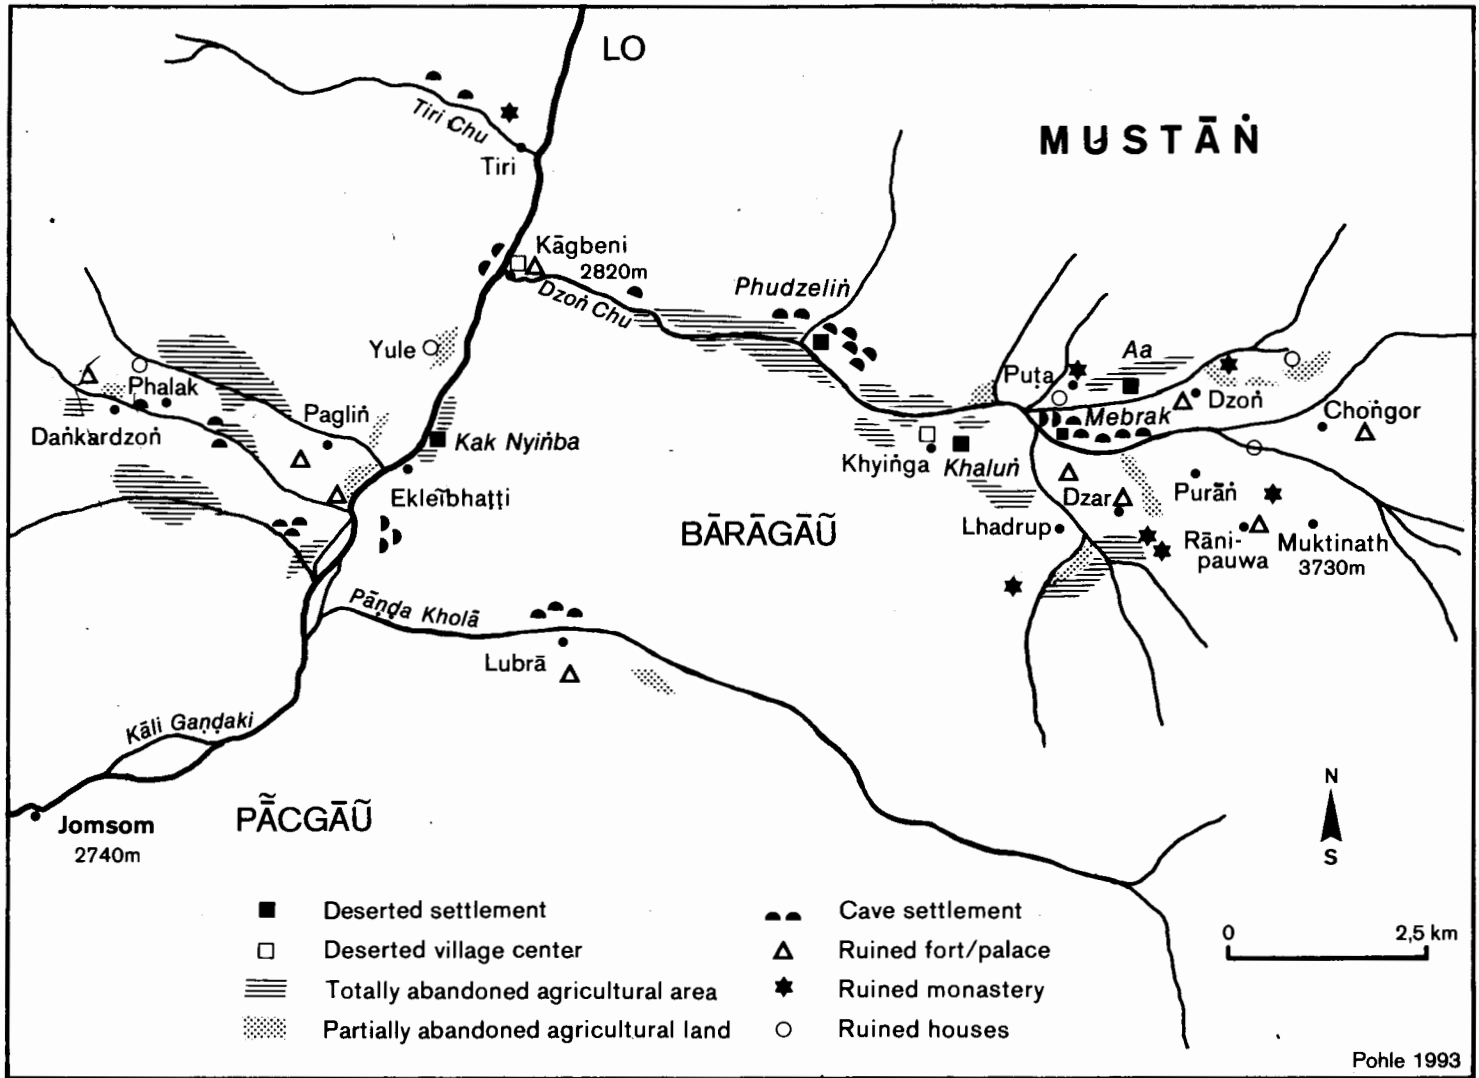 LO
MUSTĀṄ
Tiri Chu
Tiri
Kāgbeni
2820m
Dzoṅ Chu
Phudzeliṅ
Yule
Aa
Puṭa
Phalak
Dzoṅ
Pagliṅ
Mebrak
Choṅgor
Daṅkardzoṅ
Kak Nyiṅba
Khyiṅga
Khaluṅ
Ekleībhaṭṭi
Dzar
Purāṅ
BĀRĀGĀŨ
Lhadrup
Rāni-
pauwa
Muktinath
3730m
Pāṇḍa Kholā
Lubrā
Kāli Gaṇḍaki
N
S
PÃ̄CGĀŨ
Jomsom
2740m
Deserted settlement
Deserted village center
Totally abandoned agricultural area
Partially abandoned agricultural land
Cave settlement
Ruined fort/palace
Ruined monastery
Ruined houses
0 2,5 km
Pohle 1993